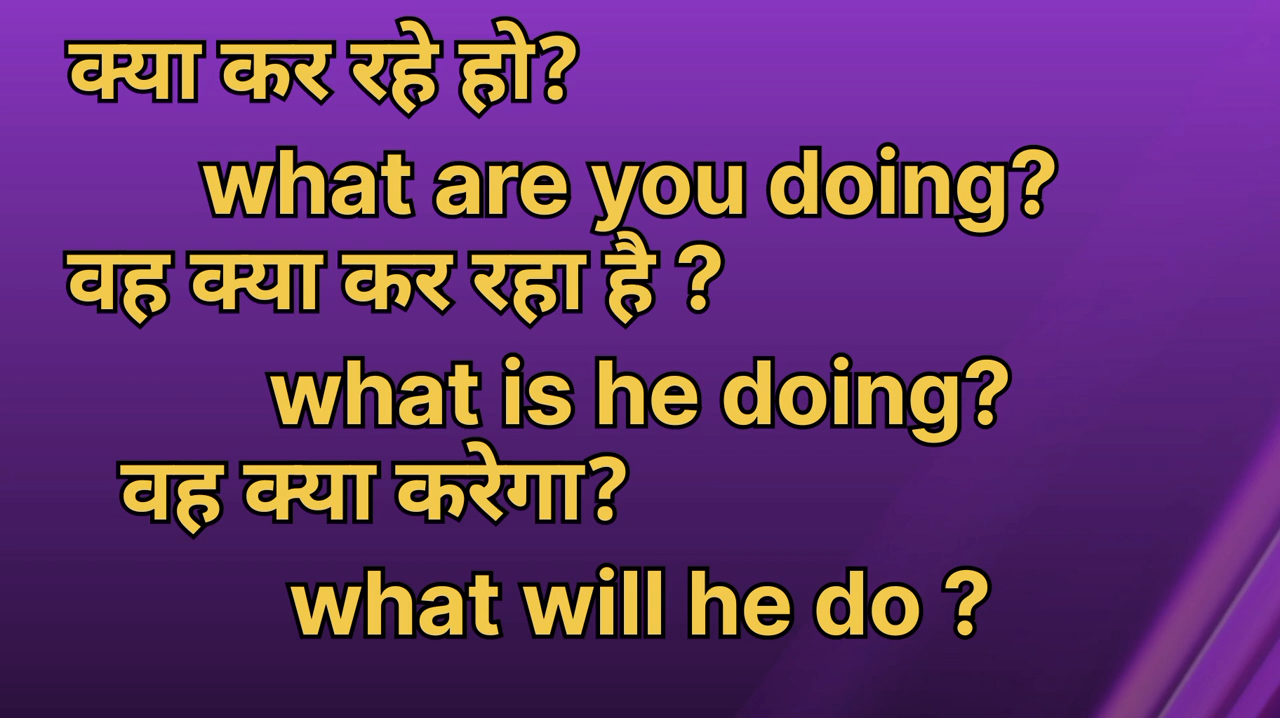 क्या कर रहे हो?
what are you doing?
वह क्या कर रहा है ?
what is he doing?
वह क्या करेगा?
what will he do ?